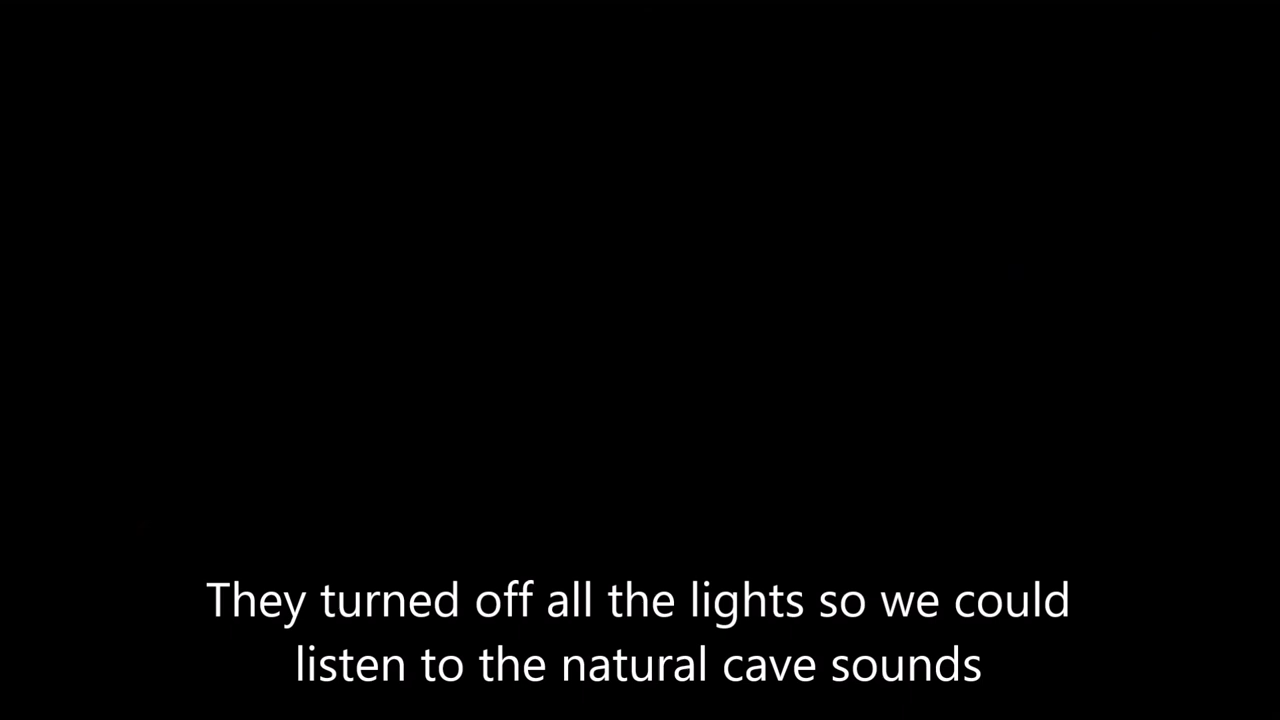 They turned off all the lights so we could
listen to the natural cave sounds